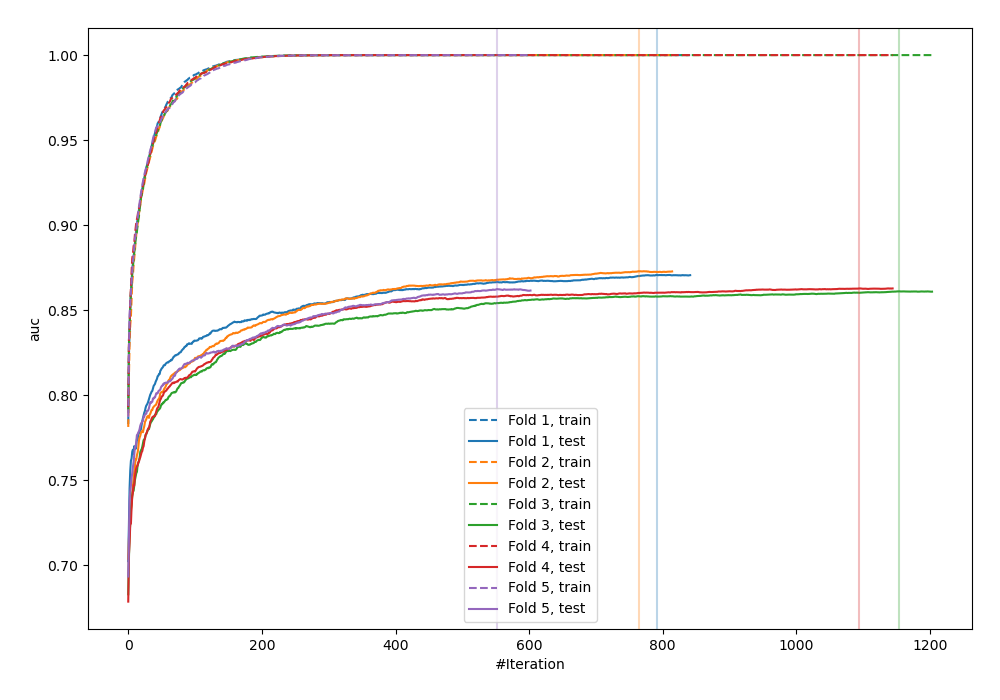 1.00
0.95
0.90
0.85
0.80
0.75
0.70
auc
Fold 1, train
Fold 1, test
Fold 2, train
Fold 2, test
Fold 3, train
Fold 3, test
Fold 4, train
Fold 4, test
Fold 5, train
Fold 5, test
0 200 400 600 800 1000 1200
#Iteration